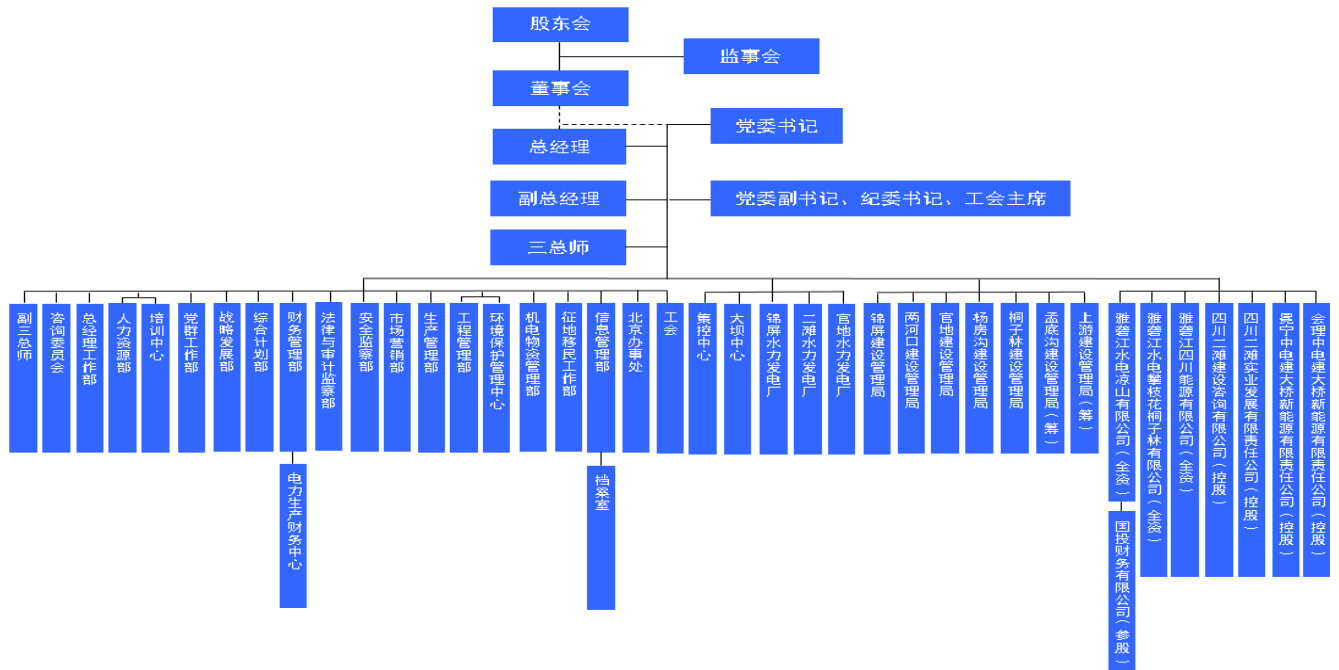 股东会
监事会
董事会
党委书记
总经理
副总经理
党委副书记、纪委书记、工会主席
三总师
副三总师
咨询委员会
总经理工作部
人力资源部
培训中心
党群工作部
战略发展部
综合计划部
财务管理部
法律与审计监察部
安全监察部
市场营销部
生产管理部
工程管理部
环境保护管理中心
机电物资管理部
征地移民工作部
信息管理部
北京办事处
工会
集控中心
大坝中心
锦屏水力发电厂
二滩水力发电厂
官地水力发电厂
锦屏建设管理局
两河口建设管理局
官地建设管理局
杨房沟建设管理局
桐子林建设管理局
孟底沟建设管理局(筹)
上游建设管理局(筹)
雅砻江水电凉山有限公司(全资)
雅砻江水电攀枝花桐子林有限公司(全资)
雅砻江四川能源有限公司(全资)
四川二滩建设咨询有限公司(控股)
四川二滩实业发展有限责任公司(控股)
冕宁中电建大桥新能源有限责任公司(控股)
会理中电建大桥新能源有限责任公司(控股)
电力生产财务中心
档案室
国投财务有限公司(参股)